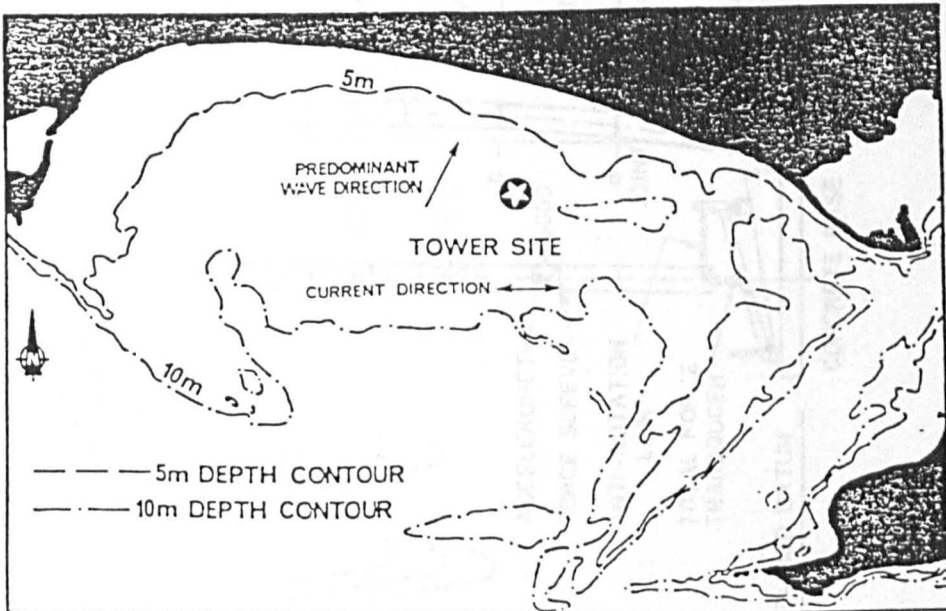 5m
PREDOMINANT
WAVE DIRECTION
TOWER SITE
CURRENT DIRECTION
N
10m
5m DEPTH CONTOUR
10m DEPTH CONTOUR